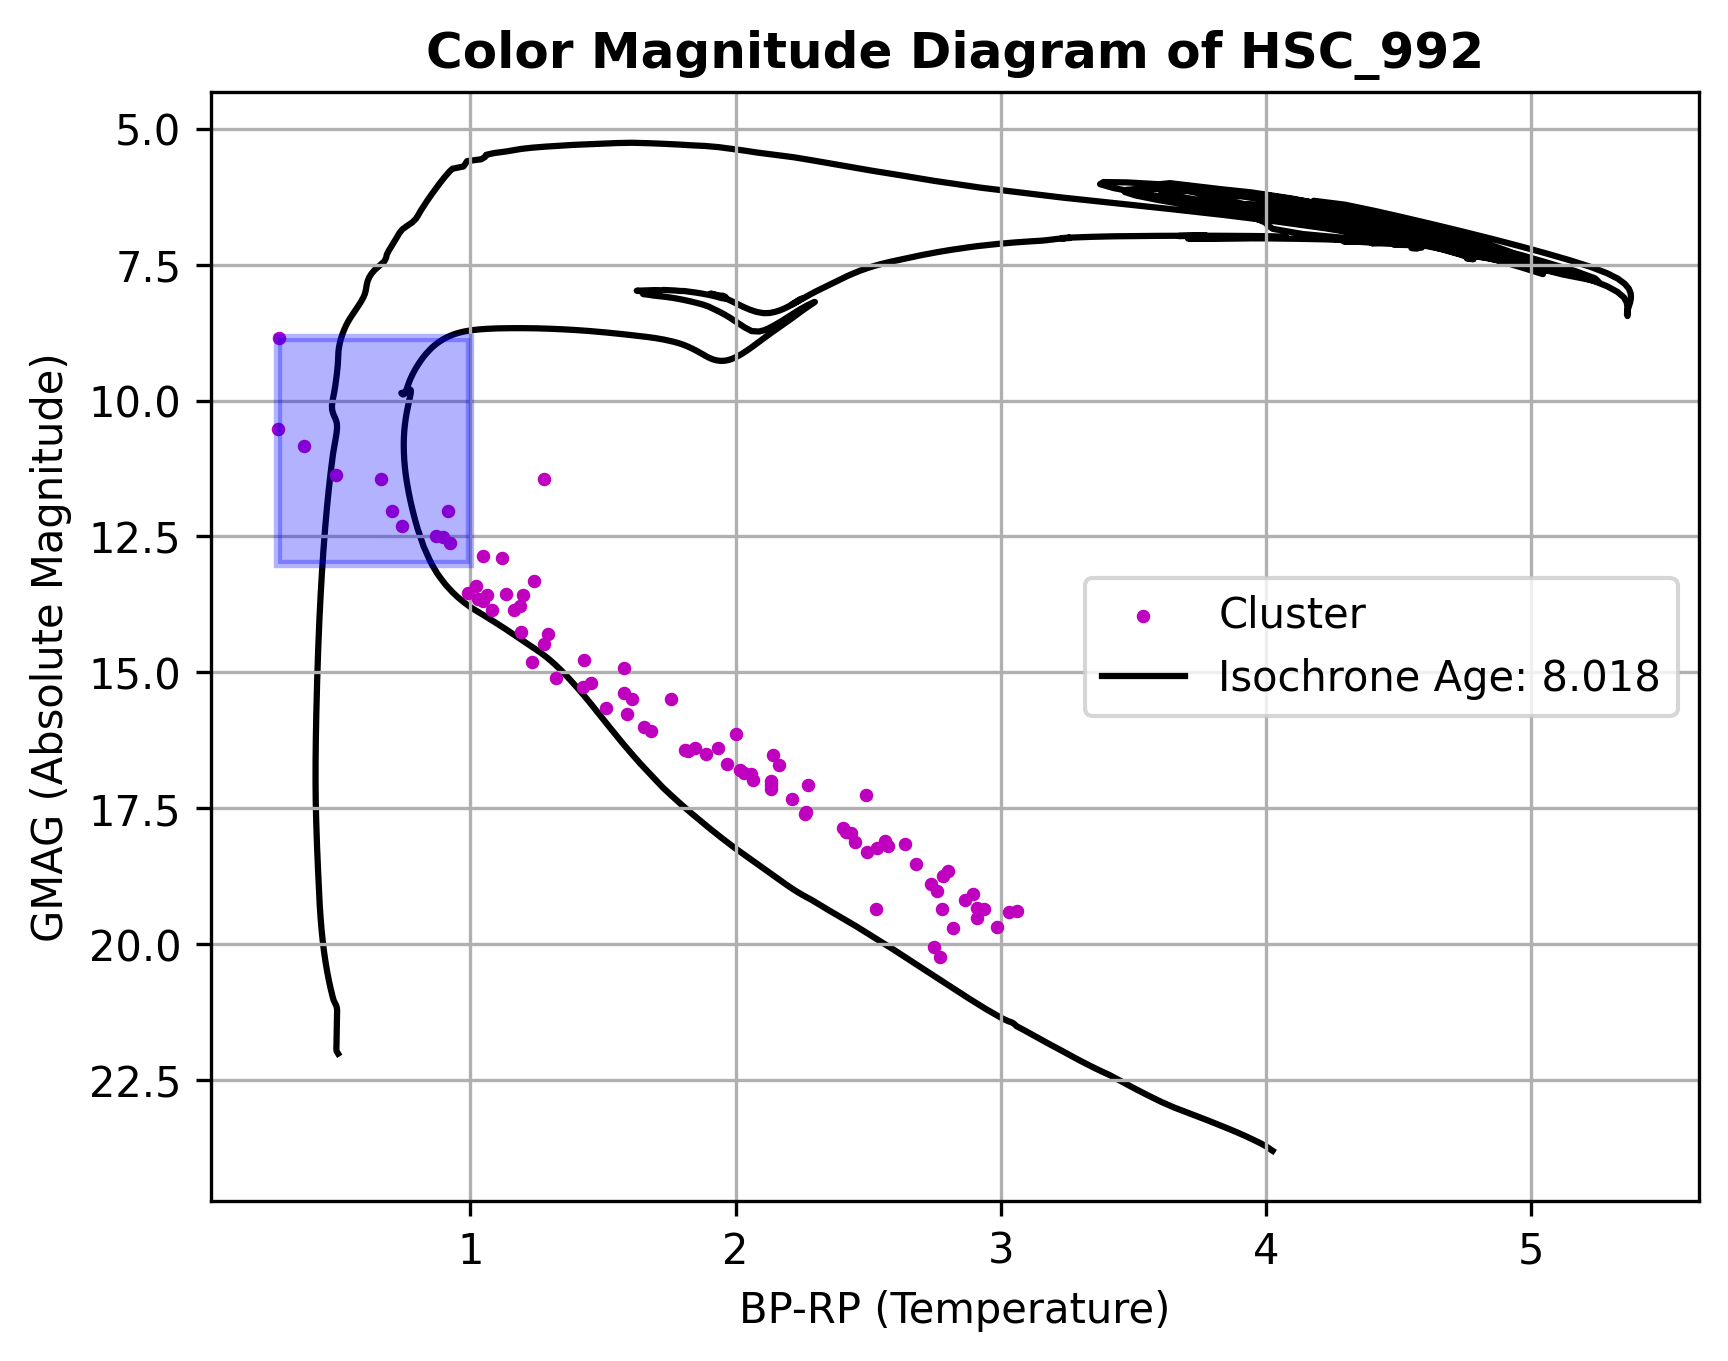 Color Magnitude Diagram of HSC_992
GMAG (Absolute Magnitude)
5.0
7.5
10.0
12.5
15.0
17.5
20.0
22.5
Cluster
Isochrone Age: 8.018
1 2 3 4 5
BP-RP (Temperature)